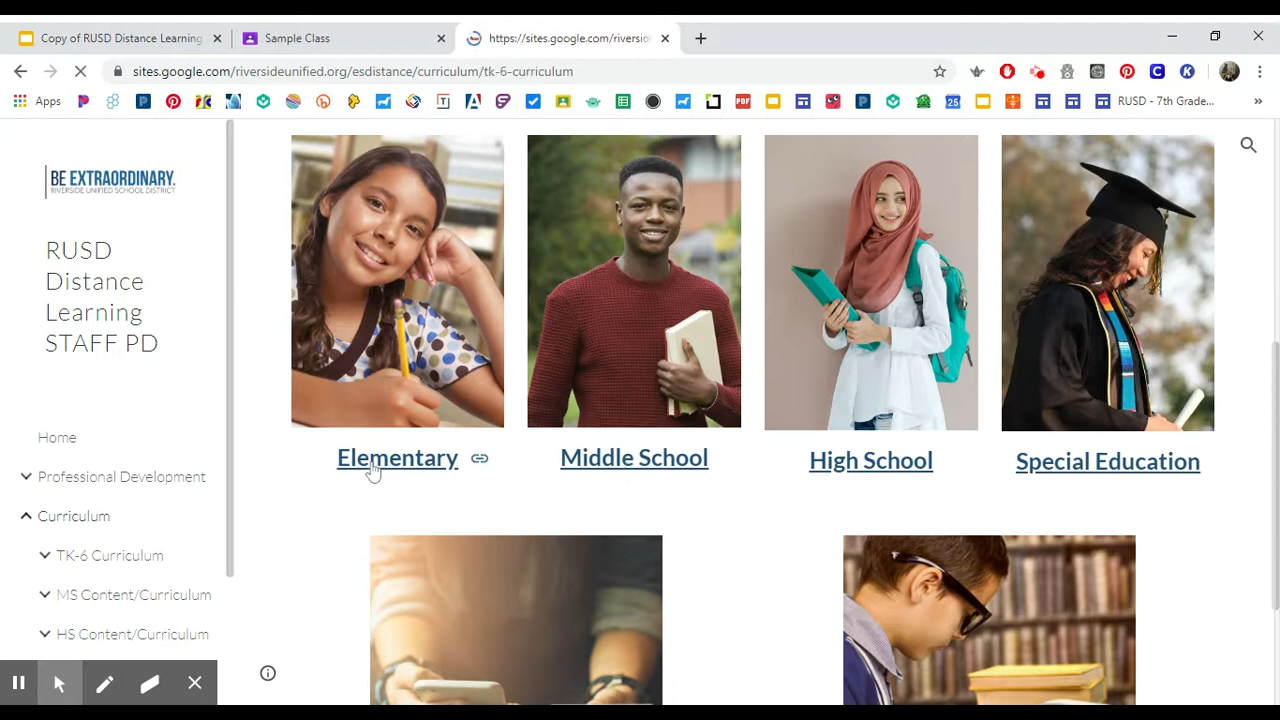 Copy of RUSD Distance Learning
Sample Class
https://sites.google.com/riversi
sites.google.com/riversideunified.org/esdistance/curriculum/tk-6-curriculum
Apps
RUSD - 7th Grade...
BE EXTRAORDINARY.
RIVERSIDE UNIFIED SCHOOL DISTRICT
RUSD
Distance
Learning
STAFF PD
Home
Professional Development
Curriculum
TK-6 Curriculum
MS Content/Curriculum
HS Content/Curriculum
Elementary
Middle School
High School
Special Education